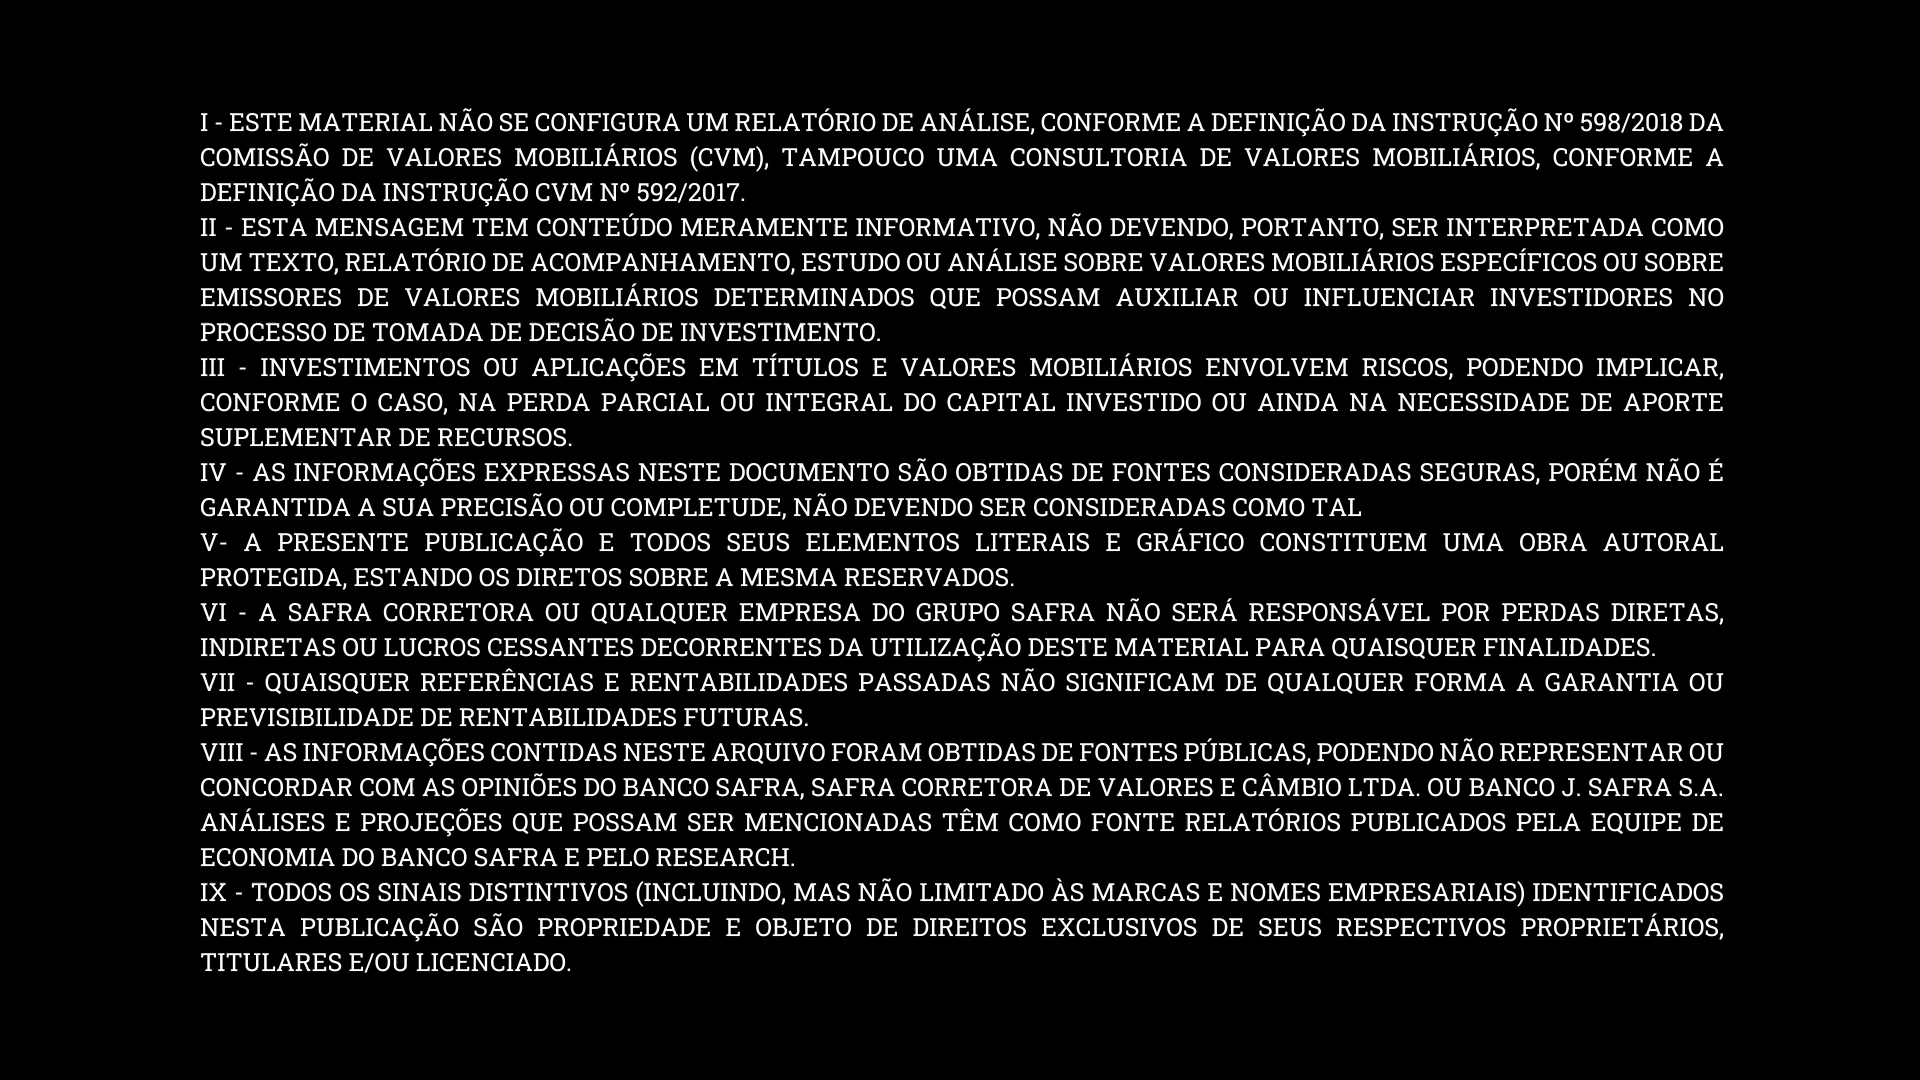 I - ESTE MATERIAL NÃO SE CONFIGURA UM RELATÓRIO DE ANÁLISE, CONFORME A DEFINIÇÃO DA INSTRUÇÃO Nº 598/2018 DA
COMISSÃO DE VALORES MOBILIÁRIOS (CVM), TAMPOUCO UMA CONSULTORIA DE VALORES MOBILIÁRIOS, CONFORME A
DEFINIÇÃO DA INSTRUÇÃO CVM Nº 592/2017.
II - ESTA MENSAGEM TEM CONTEÚDO MERAMENTE INFORMATIVO, NÃO DEVENDO, PORTANTO, SER INTERPRETADA COMO
UM TEXTO, RELATÓRIO DE ACOMPANHAMENTO, ESTUDO OU ANÁLISE SOBRE VALORES MOBILIÁRIOS ESPECÍFICOS OU SOBRE
EMISSORES DE VALORES MOBILIÁRIOS DETERMINADOS QUE POSSAM AUXILIAR OU INFLUENCIAR INVESTIDORES NO
PROCESSO DE TOMADA DE DECISÃO DE INVESTIMENTO.
III - INVESTIMENTOS OU APLICAÇÕES EM TÍTULOS E VALORES MOBILIÁRIOS ENVOLVEM RISCOS, PODENDO IMPLICAR,
CONFORME O CASO, NA PERDA PARCIAL OU INTEGRAL DO CAPITAL INVESTIDO OU AINDA NA NECESSIDADE DE APORTE
SUPLEMENTAR DE RECURSOS.
IV - AS INFORMAÇÕES EXPRESSAS NESTE DOCUMENTO SÃO OBTIDAS DE FONTES CONSIDERADAS SEGURAS, PORÉM NÃO É
GARANTIDA A SUA PRECISÃO OU COMPLETUDE, NÃO DEVENDO SER CONSIDERADAS COMO TAL
V- A PRESENTE PUBLICAÇÃO E TODOS SEUS ELEMENTOS LITERAIS E GRÁFICO CONSTITUEM UMA OBRA AUTORAL
PROTEGIDA, ESTANDO OS DIRETOS SOBRE A MESMA RESERVADOS.
VI - A SAFRA CORRETORA OU QUALQUER EMPRESA DO GRUPO SAFRA NÃO SERÁ RESPONSÁVEL POR PERDAS DIRETAS,
INDIRETAS OU LUCROS CESSANTES DECORRENTES DA UTILIZAÇÃO DESTE MATERIAL PARA QUAISQUER FINALIDADES.
VII - QUAISQUER REFERÊNCIAS E RENTABILIDADES PASSADAS NÃO SIGNIFICAM DE QUALQUER FORMA A GARANTIA OU
PREVISIBILIDADE DE RENTABILIDADES FUTURAS.
VIII - AS INFORMAÇÕES CONTIDAS NESTE ARQUIVO FORAM OBTIDAS DE FONTES PÚBLICAS, PODENDO NÃO REPRESENTAR OU
CONCORDAR COM AS OPINIÕES DO BANCO SAFRA, SAFRA CORRETORA DE VALORES E CÂMBIO LTDA. OU BANCO J. SAFRA S.A.
ANÁLISES E PROJEÇÕES QUE POSSAM SER MENCIONADAS TÊM COMO FONTE RELATÓRIOS PUBLICADOS PELA EQUIPE DE
ECONOMIA DO BANCO SAFRA E PELO RESEARCH.
IX - TODOS OS SINAIS DISTINTIVOS (INCLUINDO, MAS NÃO LIMITADO ÀS MARCAS E NOMES EMPRESARIAIS) IDENTIFICADOS
NESTA PUBLICAÇÃO SÃO PROPRIEDADE E OBJETO DE DIREITOS EXCLUSIVOS DE SEUS RESPECTIVOS PROPRIETÁRIOS,
TITULARES E/OU LICENCIADO.